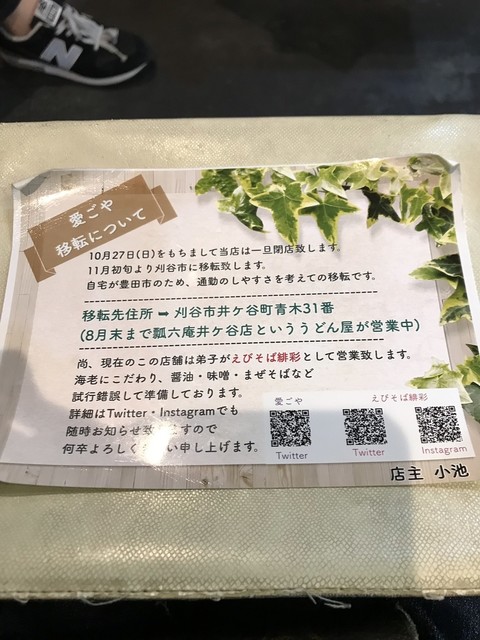 N
愛ごや
移転について
10月27日(日)をもちまして当店は一旦閉店致します。
11月初旬より刈谷市に移転致します。
自宅が豊田市のため、通勤のしやすさを考えての移転です。
移転先住所 ➡ 刈谷市井ケ谷町青木31番
(8月末まで瓢六庵井ケ谷店といううどん屋が営業中)
尚、現在のこの店舗は弟子がえびそば緋彩として営業致します。
海老にこだわり、醤油・味噌・まぜそばなど
試行錯誤して準備しております。
詳細はTwitter・Instagramでも
随時お知らせ致 ますので
何卒よろしく い申し上げます。
愛ごや
えびそば緋彩
Twitter
Twitter
Instagram
店主 小池